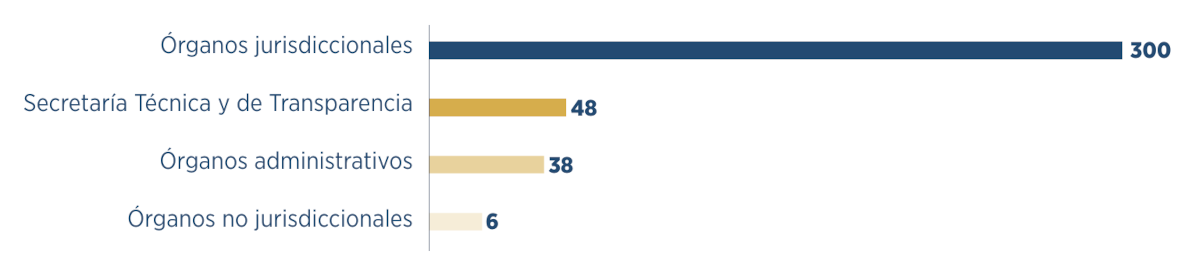 Órganos jurisdiccionales 300
Secretaría Técnica y de Transparencia 48
Órganos administrativos 38
Órganos no jurisdiccionales 6